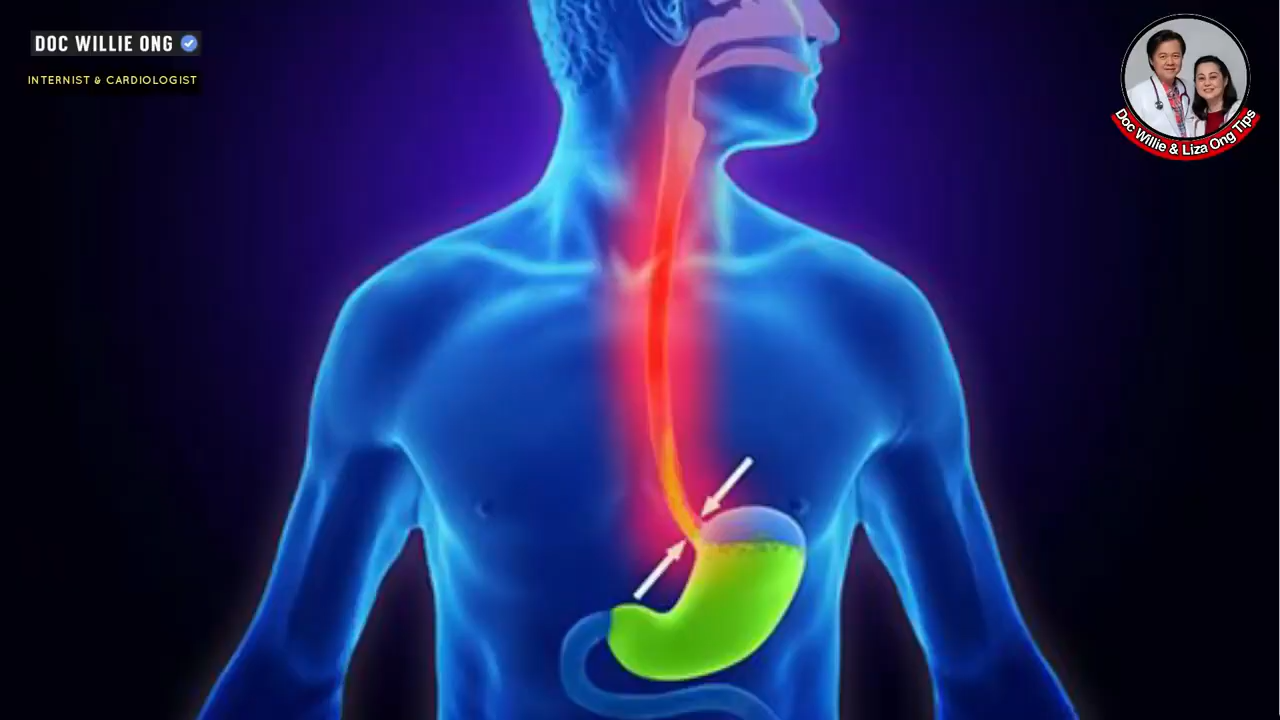 DOC WILLIE ONG
INTERNIST & CARDIOLOGIST
Doc Willie & Liza Ong Tips